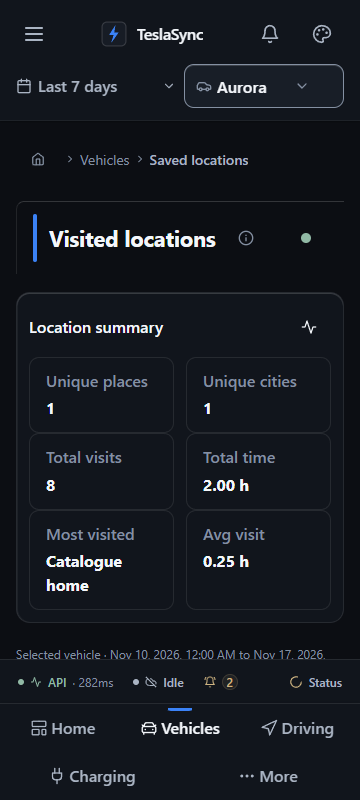 TeslaSync
Last 7 days
Aurora
Vehicles
Saved locations
Visited locations
Location summary
Unique places
1
Unique cities
1
Total visits
8
Total time
2.00 h
Most visited
Catalogue
home
Avg visit
0.25 h
Selected vehicle · Nov 10, 2026, 12:00 AM to Nov 17, 2026,
API · 282ms
Idle
2
Status
Home
Vehicles
Driving
Charging
More